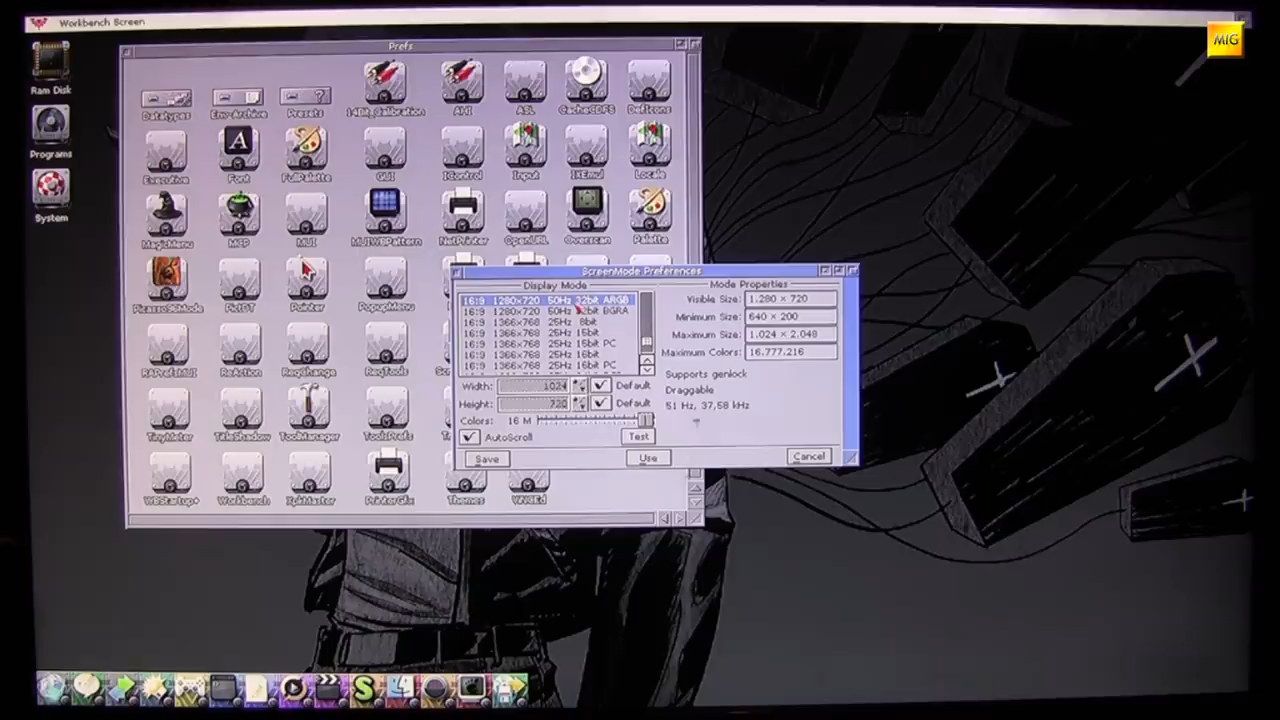 Workbench Screen
MIG
Prefs
Ram Disk
Programs
System
Datatypes
Env-Archive
Presets
14Bit_Calibration
AHI
ASL
CacheCDFS
DefIcons
Executive
Font
FullPalette
GUI
IControl
Input
IXEmul
Locale
MagicMenu
MCP
MUI
MUIWBPattern
NetPrinter
OpenURL
Overscan
Palette
Picasso96Mode
PictDT
Pointer
PopupMenu
RAPrefsMUI
ReAction
RegChange
RegTools
TinyMeter
TitleShadow
ToolManager
ToolsPrefs
WBStartup+
Workbench
XpkMaster
PrinterGfx
Themes
ViNCEd
ScreenMode Preferences
Display Mode
16:9 1280x720 50Hz 32bit ARGB
16:9 1280x720 50Hz 32bit BGRA
16:9 1366x768 25Hz 8bit
16:9 1366x768 25Hz 15bit
16:9 1366x768 25Hz 15bit PC
16:9 1366x768 25Hz 16bit
16:9 1366x768 25Hz 16bit PC
Width: 1024 Default
Height: 720 Default
Colors: 16 M
AutoScroll
Test
Mode Properties
Visible Size: 1.280 x 720
Minimum Size: 640 x 200
Maximum Size: 1.024 x 2.048
Maximum Colors: 16.777.216
Supports genlock
Draggable
51 Hz, 37,58 kHz
Save
Use
Cancel